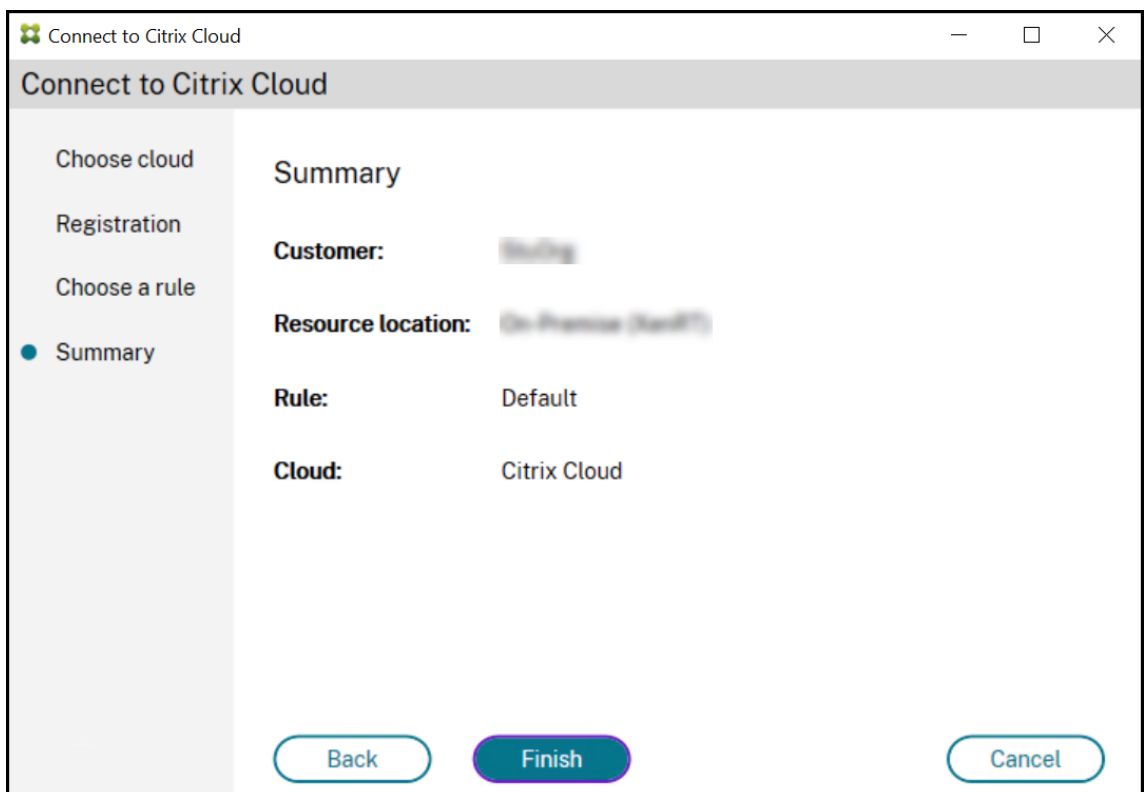 Connect to Citrix Cloud
Connect to Citrix Cloud
Choose cloud
Registration
Choose a rule
Summary
Summary
Customer:
Resource location:
Rule: Default
Cloud: Citrix Cloud
Back Finish Cancel